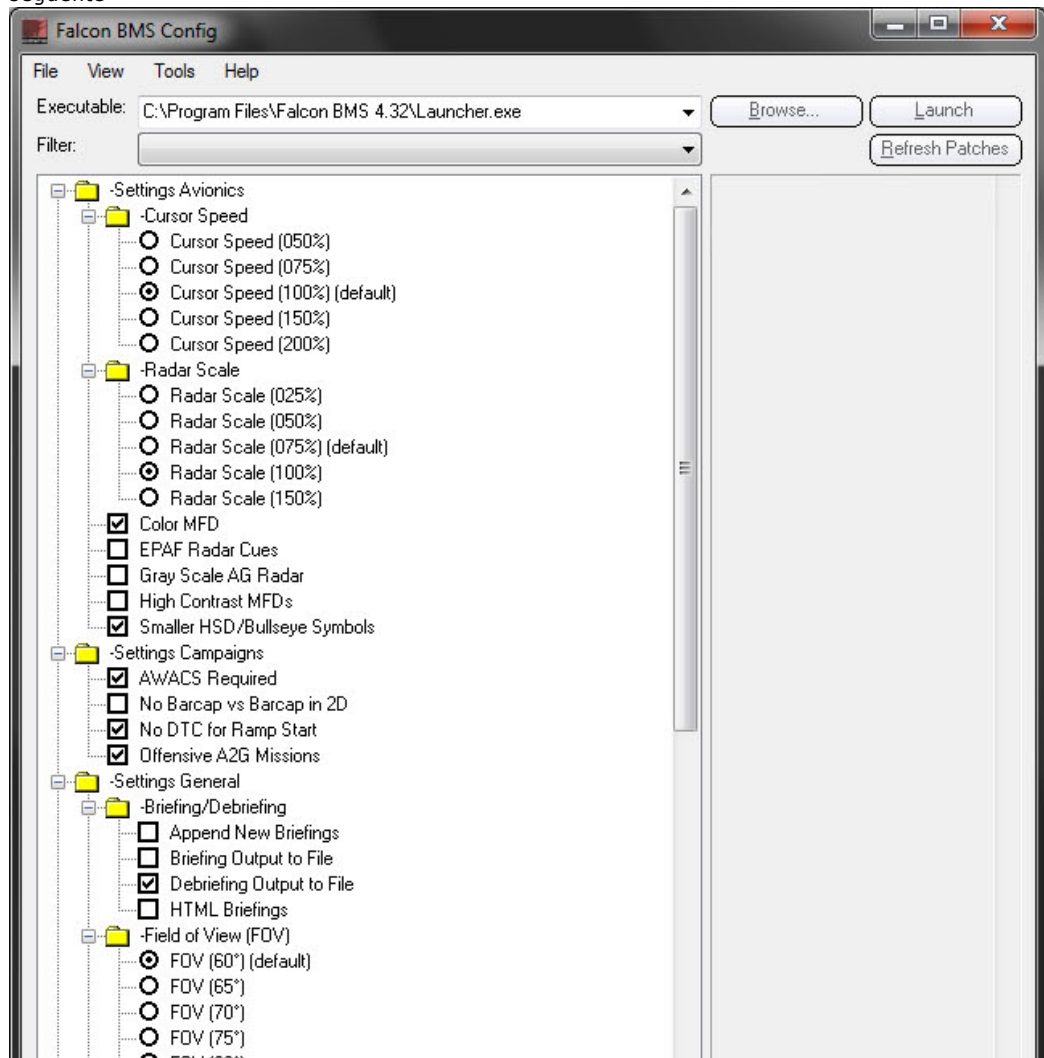 seguente
Falcon BMS Config
File View Tools Help
Executable: C:\Program Files\Falcon BMS 4.32\Launcher.exe Browse... Launch
Filter: Refresh Patches
-Settings Avionics
-Cursor Speed
Cursor Speed (050%)
Cursor Speed (075%)
Cursor Speed (100%) (default)
Cursor Speed (150%)
Cursor Speed (200%)
-Radar Scale
Radar Scale (025%)
Radar Scale (050%)
Radar Scale (075%) (default)
Radar Scale (100%)
Radar Scale (150%)
Color MFD
EPAF Radar Cues
Gray Scale AG Radar
High Contrast MFDs
Smaller HSD/Bullseye Symbols
-Settings Campaigns
AWACS Required
No Barcap vs Barcap in 2D
No DTC for Ramp Start
Offensive A2G Missions
-Settings General
-Briefing/Debriefing
Append New Briefings
Briefing Output to File
Debriefing Output to File
HTML Briefings
-Field of View (FOV)
FOV (60°) (default)
FOV (65°)
FOV (70°)
FOV (75°)